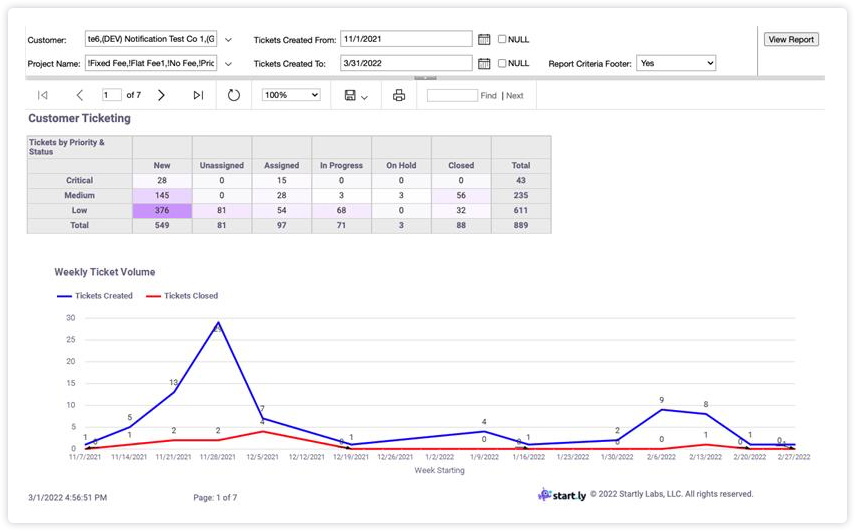 Customer: te6,(DEV) Notification Test Co 1,(G Tickets Created From: 11/1/2021 NULL View Report
Project Name: !Fixed Fee,!Flat Fee1,!No Fee,!Pric Tickets Created To: 3/31/2022 NULL Report Criteria Footer: Yes
1 of 7 100% Find | Next
Customer Ticketing
Tickets by Priority &
Status
New Unassigned Assigned In Progress On Hold Closed Total
Critical 28 0 15 0 0 0 43
Medium 145 0 28 3 3 56 235
Low 376 81 54 68 0 32 611
Total 549 81 97 71 3 88 889
Weekly Ticket Volume
Tickets Created Tickets Closed
30
25
20
15
10
5
0
1 5 13 29 7 1 4 1 2 9 8 1 0
0 1 2 2 4 0 0 0 0 0 1 0 1
11/7/2021 11/14/2021 11/21/2021 11/28/2021 12/5/2021 12/12/2021 12/19/2021 12/26/2021 1/2/2022 1/9/2022 1/16/2022 1/23/2022 1/30/2022 2/6/2022 2/13/2022 2/20/2022 2/27/2022
Week Starting
3/1/2022 4:56:51 PM Page: 1 of 7 start.ly © 2022 Startly Labs, LLC. All rights reserved.